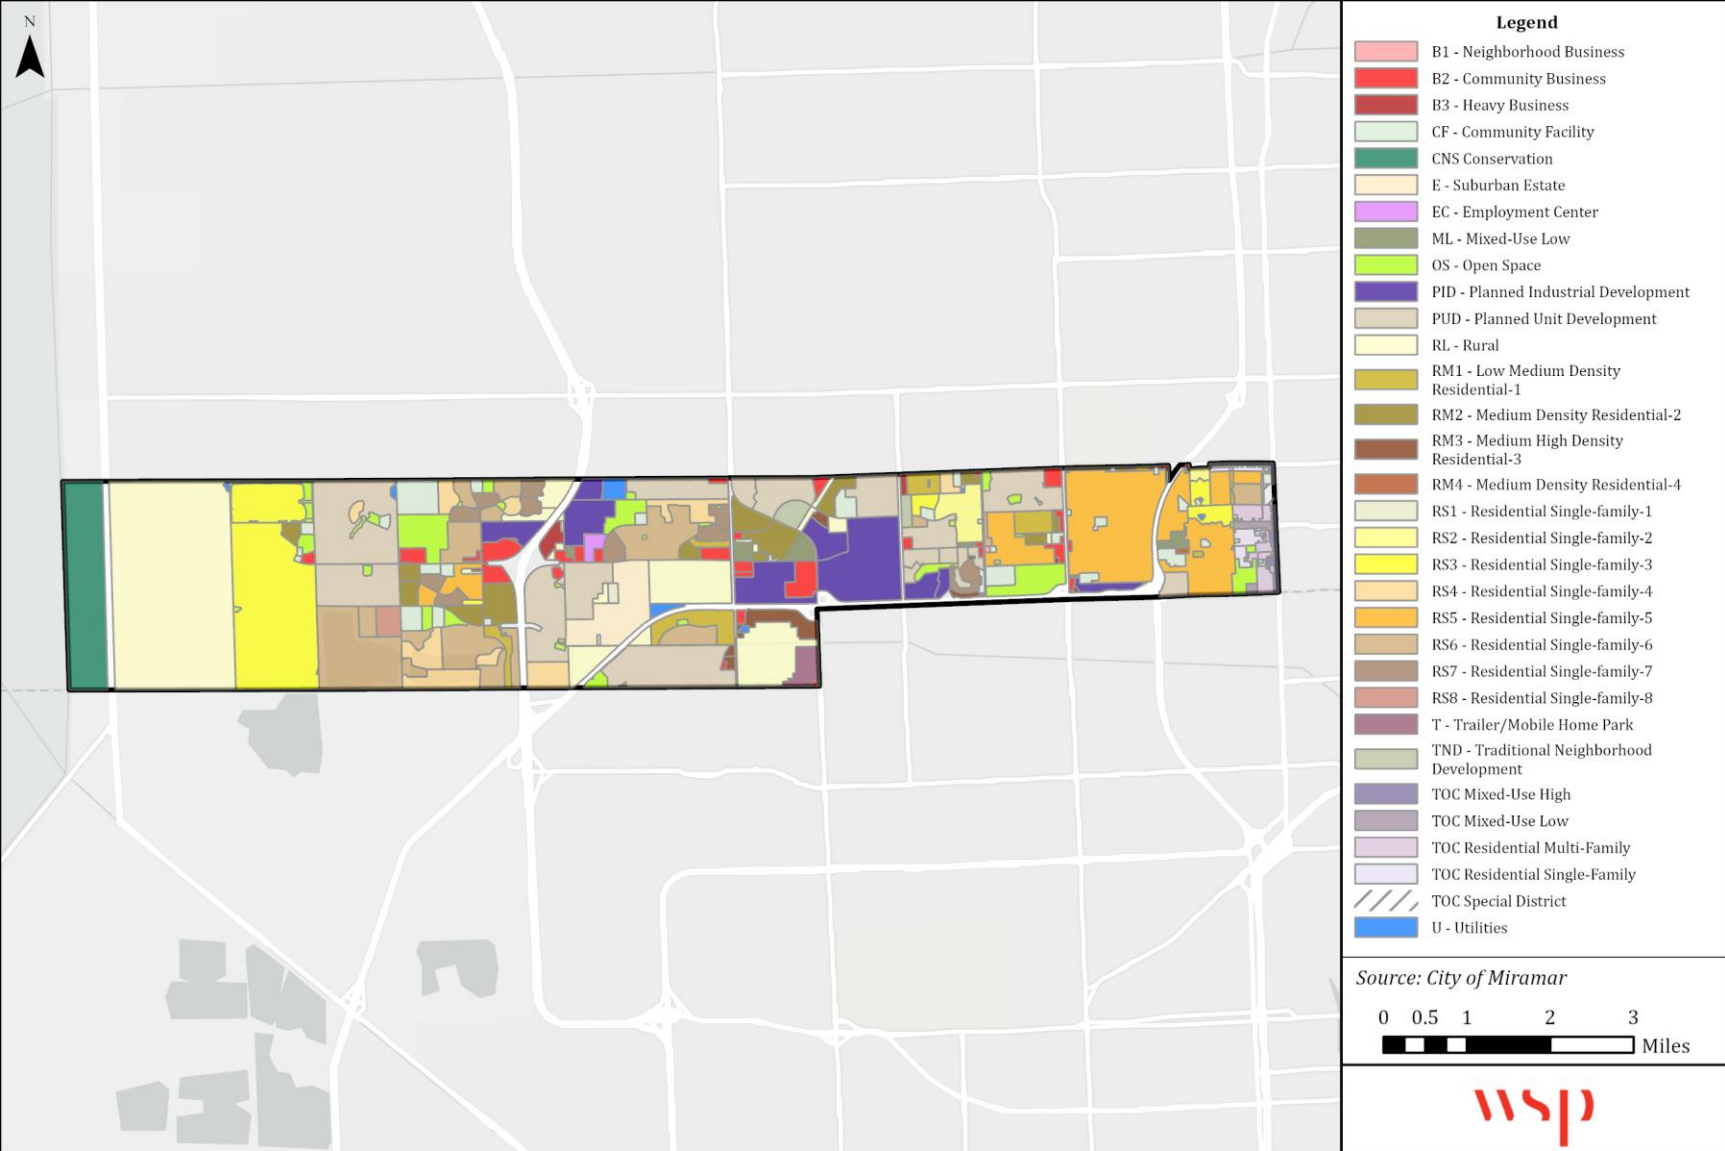 N
Legend
B1 - Neighborhood Business
B2 - Community Business
B3 - Heavy Business
CF - Community Facility
CNS Conservation
E - Suburban Estate
EC - Employment Center
ML - Mixed-Use Low
OS - Open Space
PID - Planned Industrial Development
PUD - Planned Unit Development
RL - Rural
RM1 - Low Medium Density
Residential-1
RM2 - Medium Density Residential-2
RM3 - Medium High Density
Residential-3
RM4 - Medium Density Residential-4
RS1 - Residential Single-family-1
RS2 - Residential Single-family-2
RS3 - Residential Single-family-3
RS4 - Residential Single-family-4
RS5 - Residential Single-family-5
RS6 - Residential Single-family-6
RS7 - Residential Single-family-7
RS8 - Residential Single-family-8
T - Trailer/Mobile Home Park
TND - Traditional Neighborhood
Development
TOC Mixed-Use High
TOC Mixed-Use Low
TOC Residential Multi-Family
TOC Residential Single-Family
TOC Special District
U - Utilities
Source: City of Miramar
0 0.5 1 2 3
Miles
wsp